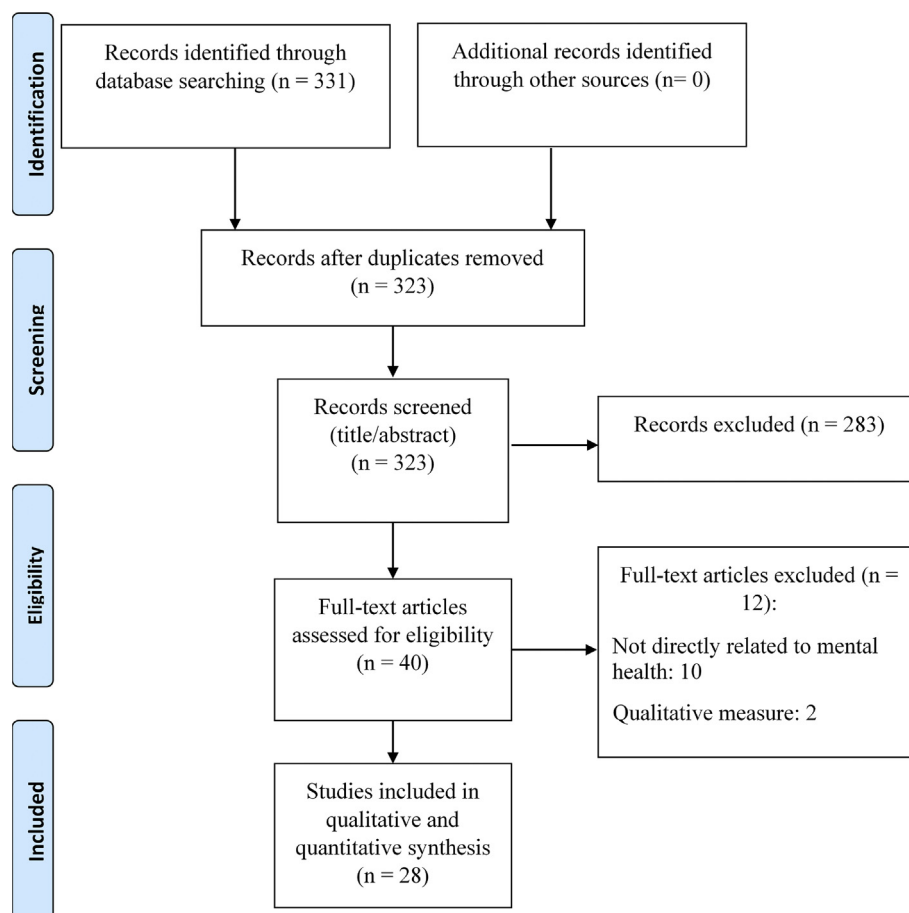 Identification
Records identified through
database searching (n = 331)
Additional records identified
through other sources (n= 0)
Records after duplicates removed
(n = 323)
Screening
Records screened
(title/abstract)
(n = 323)
Records excluded (n = 283)
Eligibility
Full-text articles
assessed for eligibility
(n = 40)
Full-text articles excluded (n =
12):
Not directly related to mental
health: 10
Qualitative measure: 2
Included
Studies included in
qualitative and
quantitative synthesis
(n = 28)